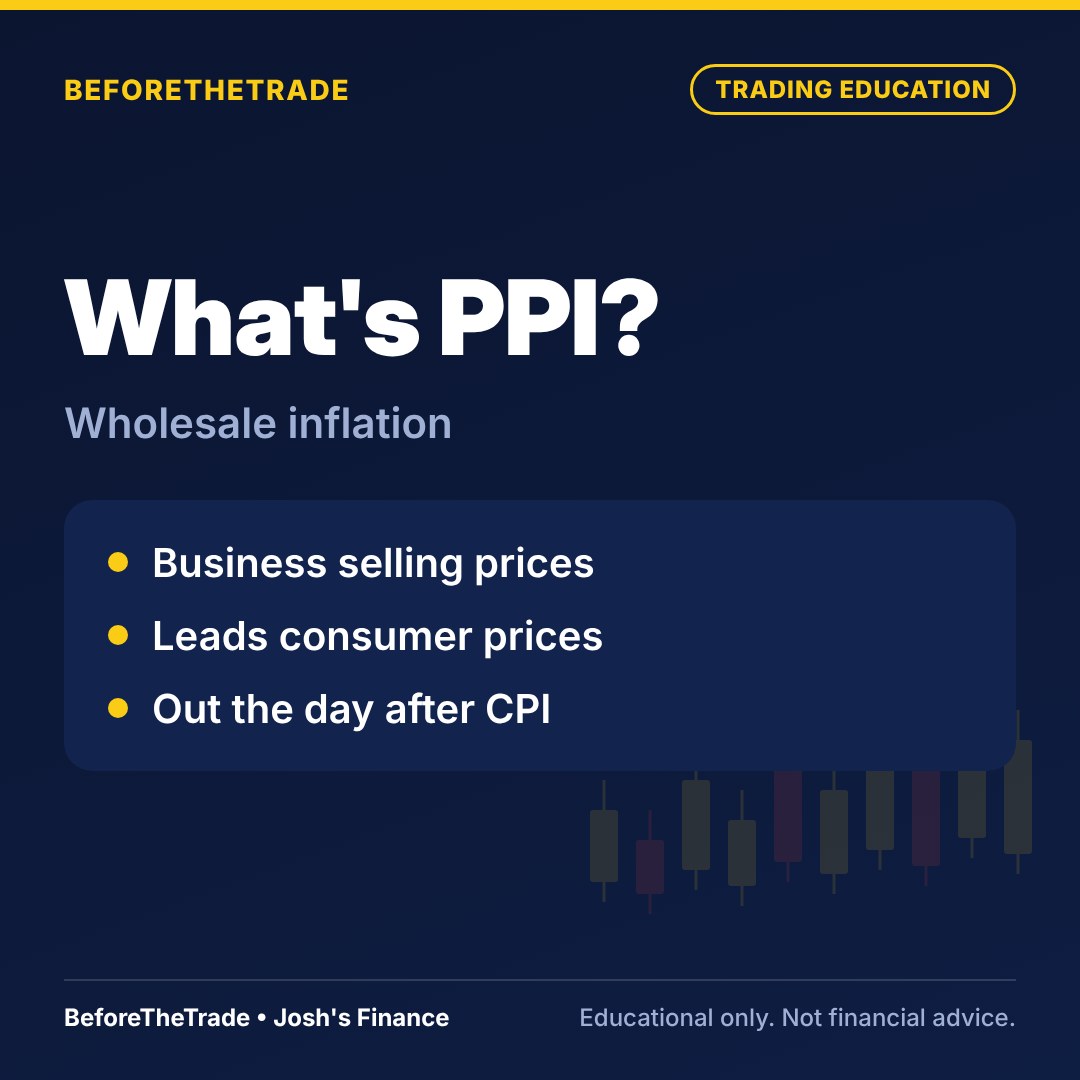 BEFORETHETRADE
TRADING EDUCATION
What's PPI?
Wholesale inflation
Business selling prices
Leads consumer prices
Out the day after CPI
BeforeTheTrade • Josh's Finance
Educational only. Not financial advice.